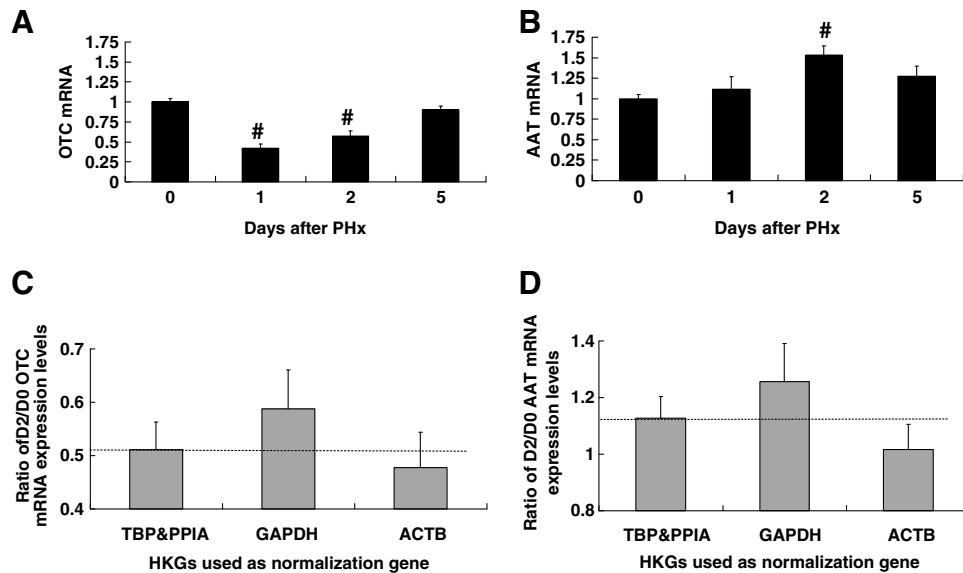 A
OTC mRNA
1.75
1.5
1.25
1
0.75
0.5
0.25
0
#
#
0 1 2 5
Days after PHx
B
AAT mRNA
1.75
1.5
1.25
1
0.75
0.5
0.25
0
#
0 1 2 5
Days after PHx
C
Ratio ofD2/D0 OTC
mRNA expression levels
0.7
0.6
0.5
0.4
TBP&PPIA GAPDH ACTB
HKGs used as normalization gene
D
Ratio of D2/D0 AAT mRNA
expression levels
1.4
1.2
1
0.8
TBP&PPIA GAPDH ACTB
HKGs used as normalization gene